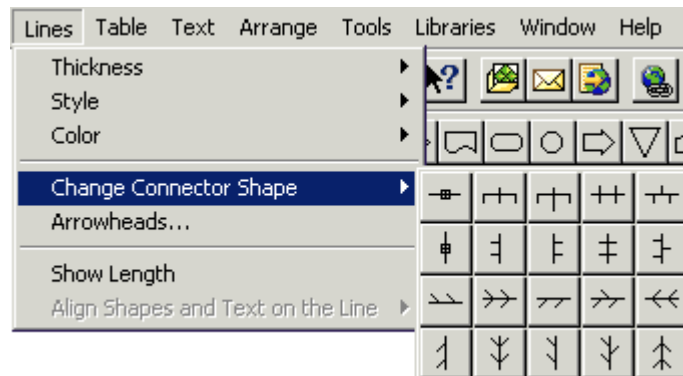 Lines Table Text Arrange Tools Libraries Window Help
Thickness
Style
Color
Change Connector Shape
Arrowheads...
Show Length
Align Shapes and Text on the Line